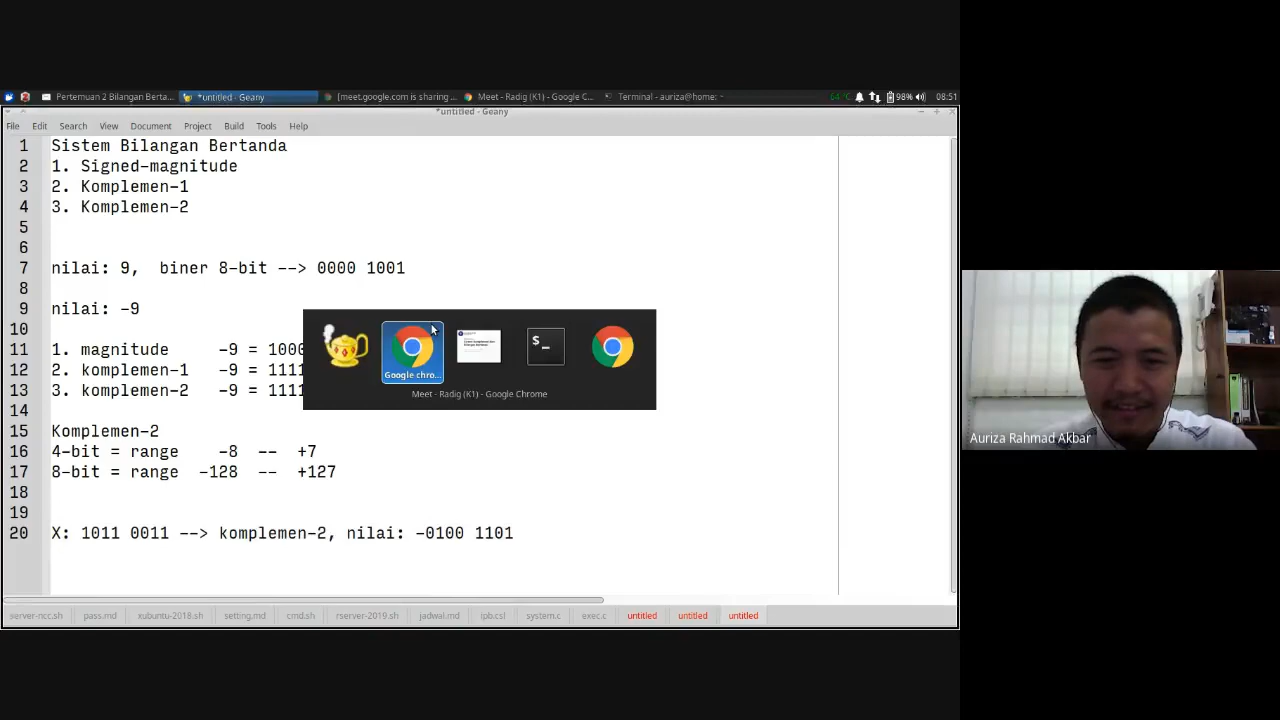 Pertemuan 2 Bilangan Berta...
*untitled - Geany
[meet.google.com is sharing ...
Meet - Radig (K1) - Google C...
Terminal - auriza@home: ~
64 °C
98%
08:51
*untitled - Geany
File Edit Search View Document Project Build Tools Help
1 Sistem Bilangan Bertanda
2 1. Signed-magnitude
3 2. Komplemen-1
4 3. Komplemen-2
5
6
7 nilai: 9, biner 8-bit --> 0000 1001
8
9 nilai: -9
10
11 1. magnitude -9 = 1000
12 2. komplemen-1 -9 = 1111
13 3. komplemen-2 -9 = 1111
14
15 Komplemen-2
16 4-bit = range -8 -- +7
17 8-bit = range -128 -- +127
18
19
20 X: 1011 0011 --> komplemen-2, nilai: -0100 1101
$_
Google chro...
Meet - Radig (K1) - Google Chrome
server-ncc.sh pass.md xubuntu-2018.sh setting.md cmd.sh rserver-2019.sh jadwal.md ipb.csl system.c exec.c untitled untitled untitled
Auriza Rahmad Akbar